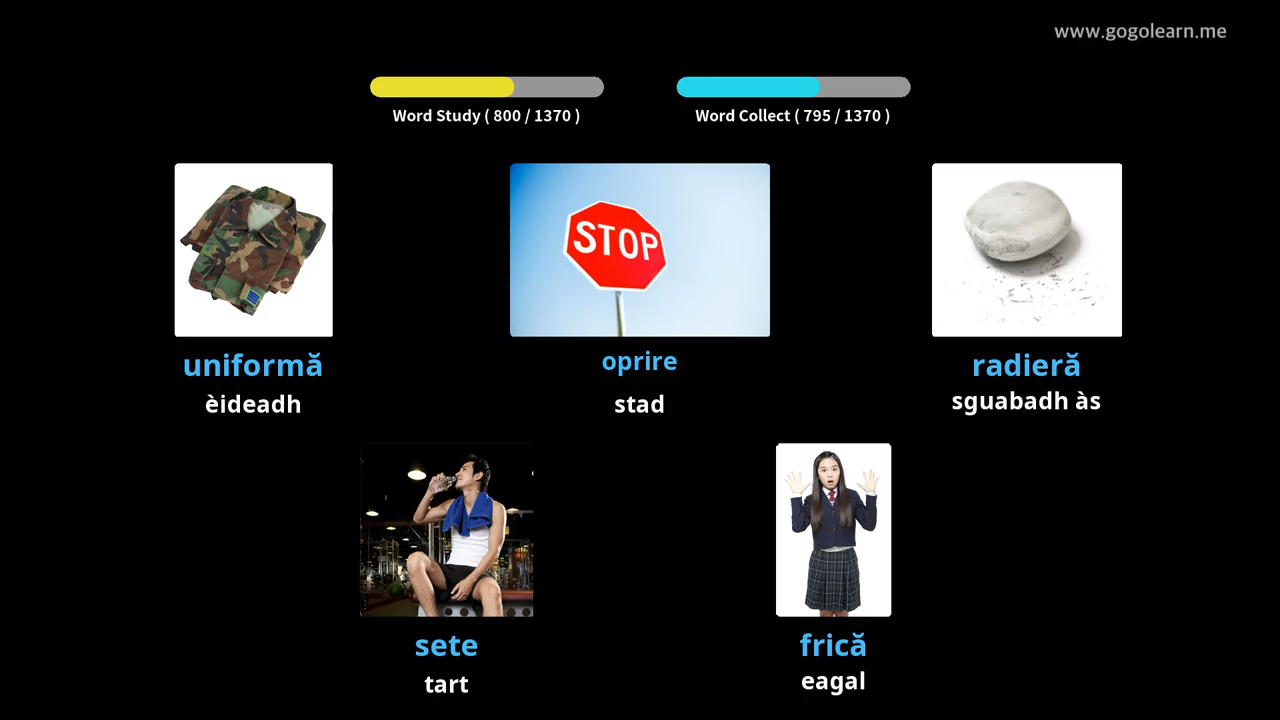 www.gogolearn.me
Word Study ( 800 / 1370 )
Word Collect ( 795 / 1370 )
STOP
uniformă
èideadh
oprire
stad
radieră
sguabadh às
sete
tart
frică
eagal